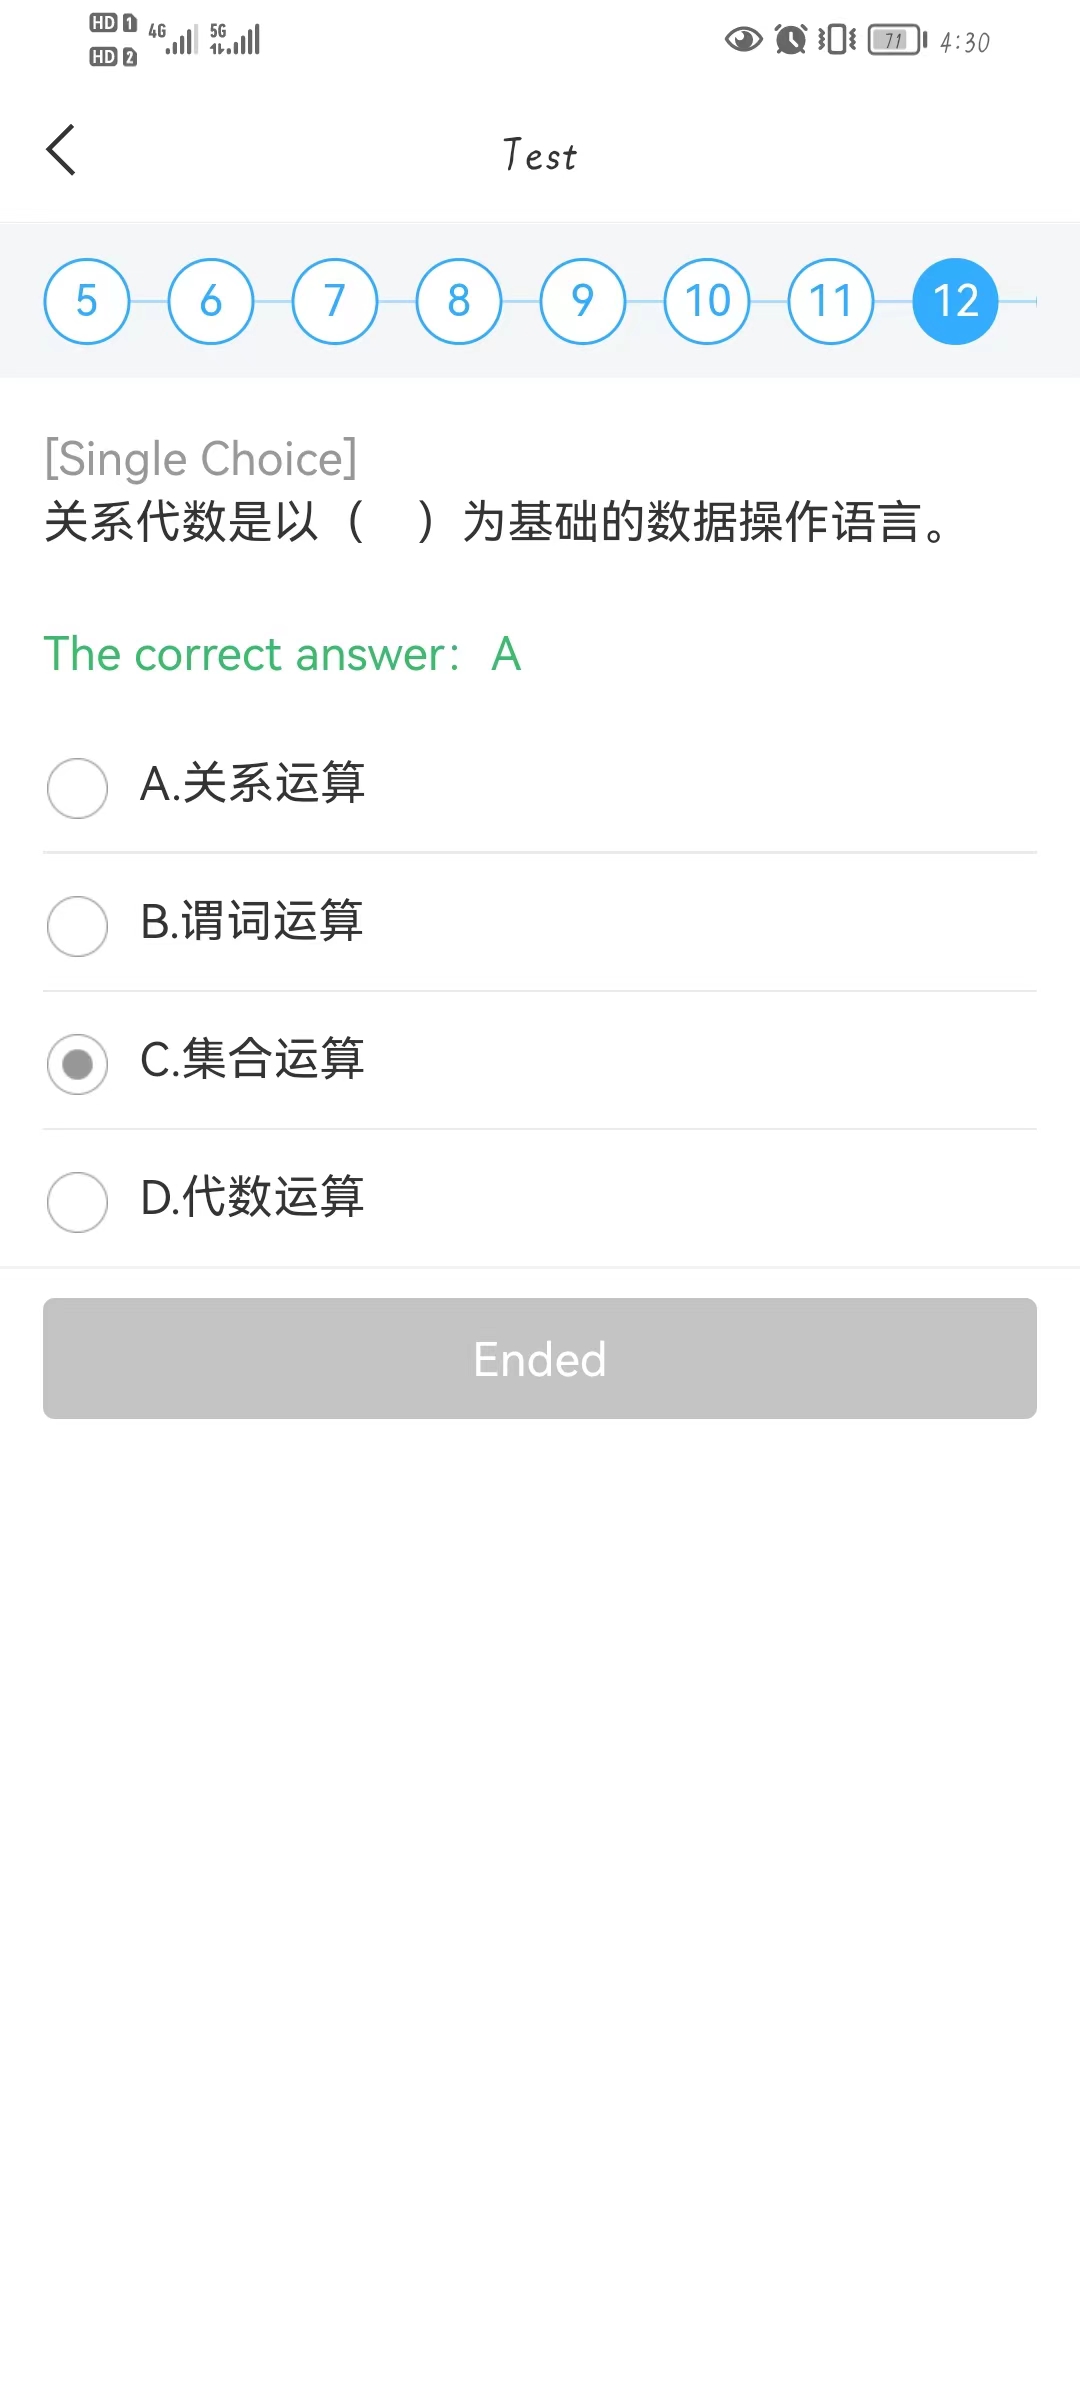 HD 1 4G 5G 71 4:30
HD 2
Test
5 6 7 8 9 10 11 12
[Single Choice]
关系代数是以（　）为基础的数据操作语言。
The correct answer: A
A.关系运算
B.谓词运算
C.集合运算
D.代数运算
Ended